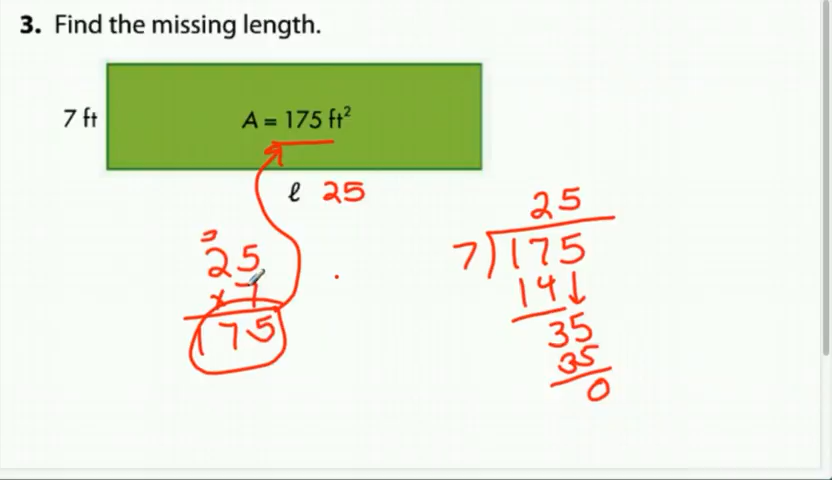 3. Find the missing length.
7 ft
A = 175 ft²
ℓ 25
25
7)175
14↓
35
35
0
3
25
x 7
175